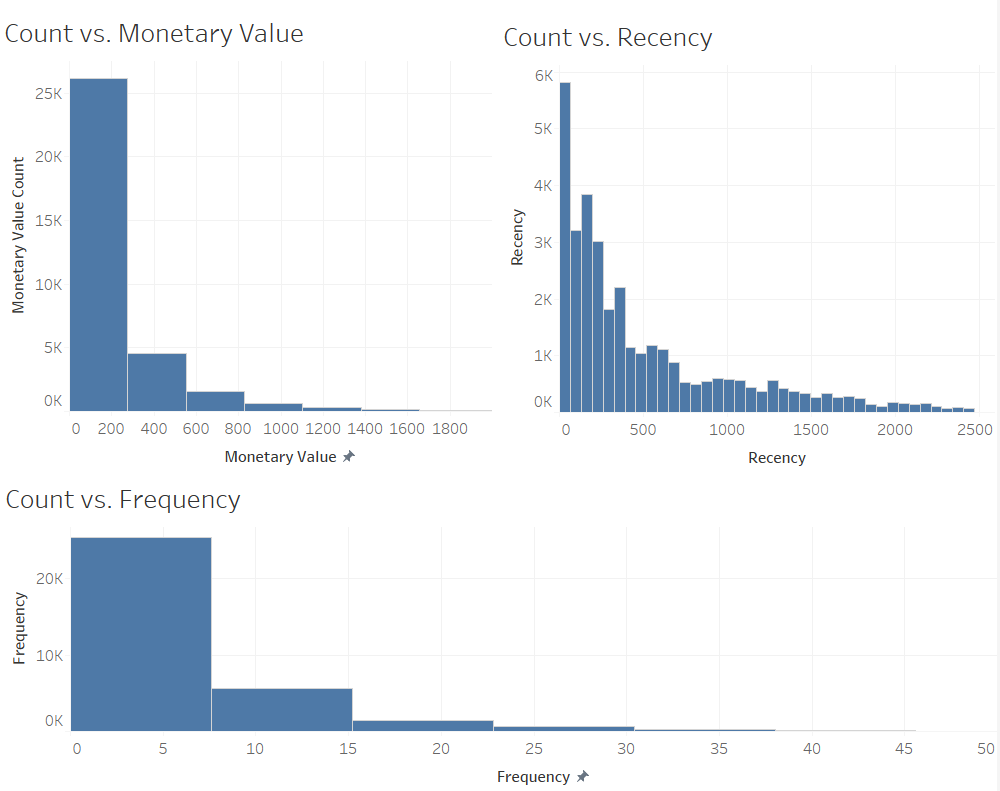 Count vs. Monetary Value
25K
20K
15K
10K
5K
0K
Monetary Value Count
0 200 400 600 800 1000 1200 1400 1600 1800
Monetary Value
Count vs. Recency
6K
5K
4K
3K
2K
1K
0K
Recency
0 500 1000 1500 2000 2500
Recency
Count vs. Frequency
20K
10K
0K
Frequency
0 5 10 15 20 25 30 35 40 45 50
Frequency